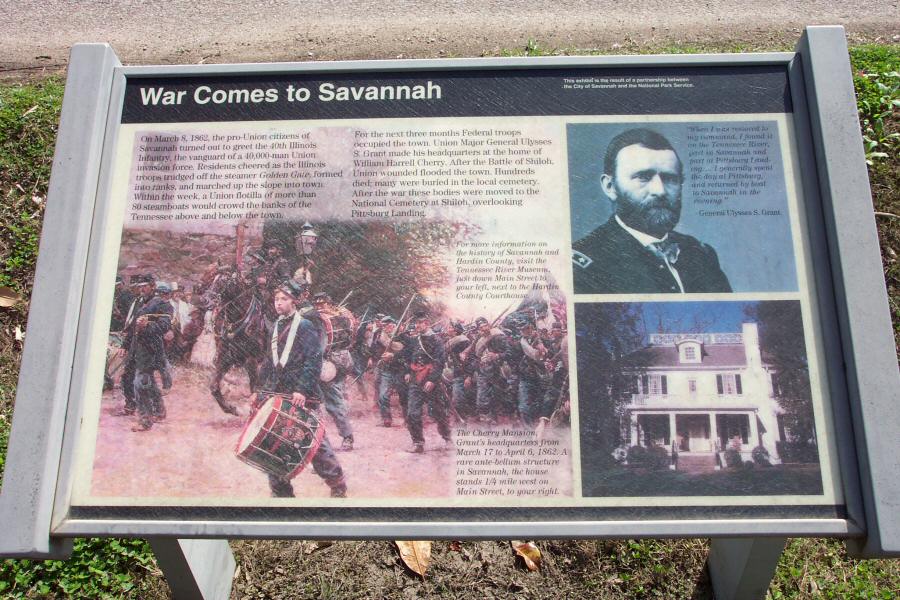 War Comes to Savannah
This exhibit is the result of a partnership between
the City of Savannah and the National Park Service.
On March 8, 1862, the pro-Union citizens of
Savannah turned out to greet the 40th Illinois
Infantry, the vanguard of a 40,000-man Union
invasion force. Residents cheered as the Illinois
troops trudged off the steamer Golden Gate, formed
into ranks, and marched up the slope into town.
Within the week, a Union flotilla of more than
80 steamboats would crowd the banks of the
Tennessee above and below the town.
For the next three months Federal troops
occupied the town. Union Major General Ulysses
S. Grant made his headquarters at the home of
William Harrell Cherry. After the Battle of Shiloh,
Union wounded flooded the town. Hundreds
died; many were buried in the local cemetery.
After the war these bodies were moved to the
National Cemetery at Shiloh, overlooking
Pittsburg Landing.
"When I was restored to
my command, I found it
on the Tennessee River,
part at Savannah and
part at Pittsburg Land-
ing.... I generally spent
the day at Pittsburg,
and returned by boat
to Savannah in the
evening."
-General Ulysses S. Grant
For more information on
the history of Savannah and
Hardin County, visit the
Tennessee River Museum,
just down Main Street to
your left, next to the Hardin
County Courthouse.
The Cherry Mansion,
Grant's headquarters from
March 17 to April 6, 1862. A
rare ante-bellum structure
in Savannah, the house
stands 1/4 mile west on
Main Street, to your right.